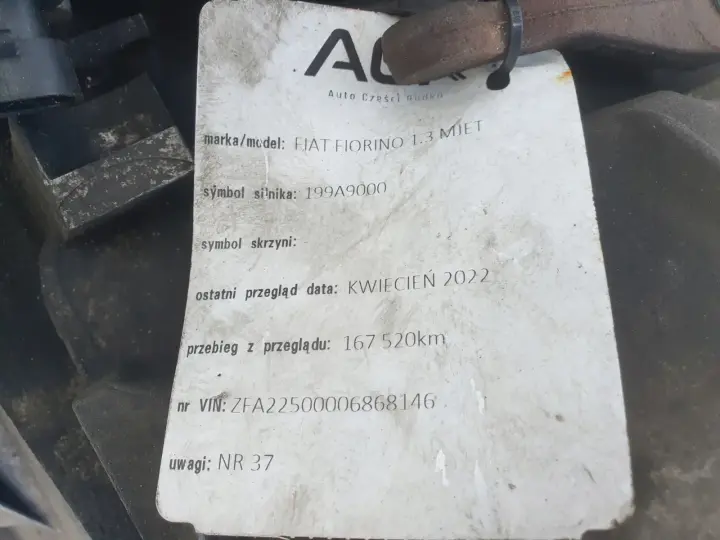 Auto Części
marka/model: FIAT FIORINO 1.3 MJET
symbol silnika: 199A9000
symbol skrzyni: -
ostatni przegląd data: KWIECIEŃ 2022
przebieg z przeglądu: 167 520km
nr VIN: ZFA22500006868146
uwagi: NR 37